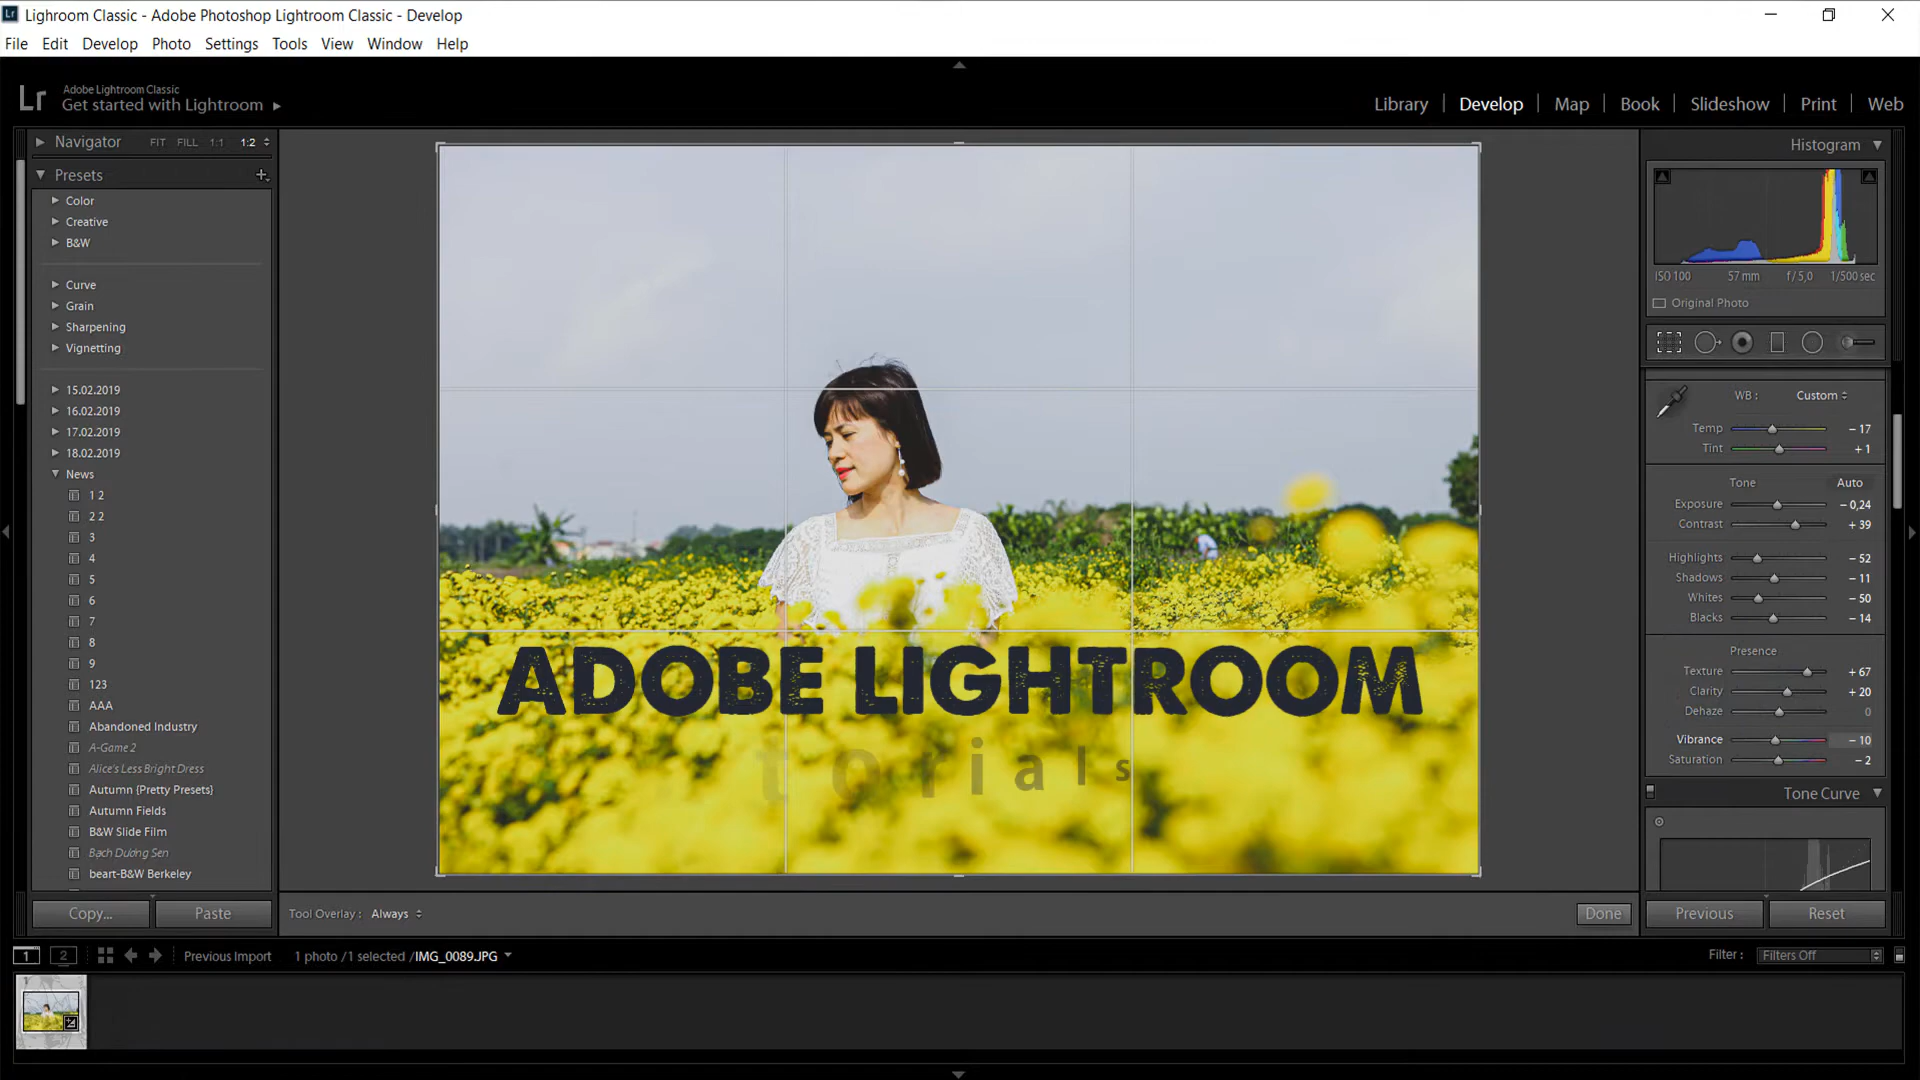 Lighroom Classic - Adobe Photoshop Lightroom Classic - Develop
File Edit Develop Photo Settings Tools View Window Help
Lr
Adobe Lightroom Classic
Get started with Lightroom
Library Develop Map Book Slideshow Print Web
Navigator FIT FILL 1:1 1:2
Presets
Color
Creative
B&W
Curve
Grain
Sharpening
Vignetting
15.02.2019
16.02.2019
17.02.2019
18.02.2019
News
1 2
2 2
3
4
5
6
7
8
9
123
AAA
Abandoned Industry
A-Game 2
Alice's Less Bright Dress
Autumn {Pretty Presets}
Autumn Fields
B&W Slide Film
Bạch Dương Sen
beart-B&W Berkeley
Copy... Paste
ADOBE LIGHTROOM
torials
Tool Overlay : Always
Done
Histogram
ISO 100 57 mm f / 5,0 1/500 sec
Original Photo
WB : Custom
Temp - 17
Tint + 1
Tone Auto
Exposure - 0,24
Contrast + 39
Highlights - 52
Shadows - 11
Whites - 50
Blacks - 14
Presence
Texture + 67
Clarity + 20
Dehaze 0
Vibrance - 10
Saturation - 2
Tone Curve
Previous Reset
1 2 Previous Import 1 photo /1 selected /IMG_0089.JPG
Filter : Filters Off
1